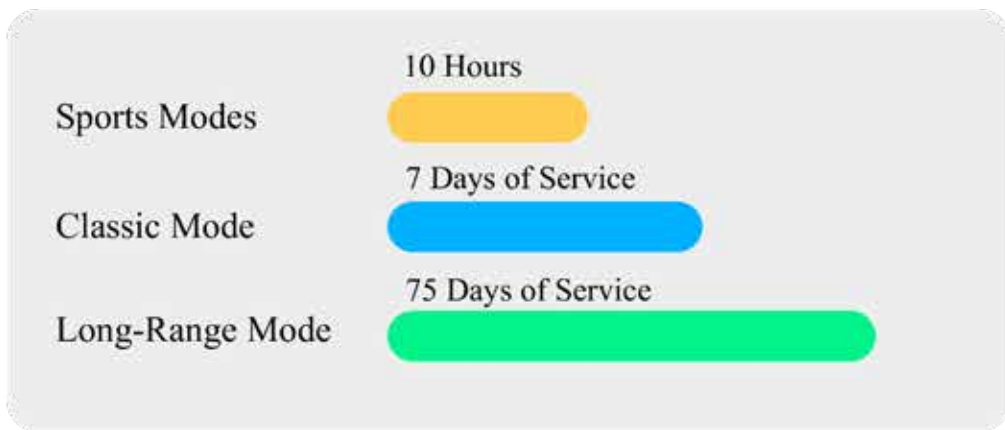 10 Hours
Sports Modes
7 Days of Service
Classic Mode
75 Days of Service
Long-Range Mode